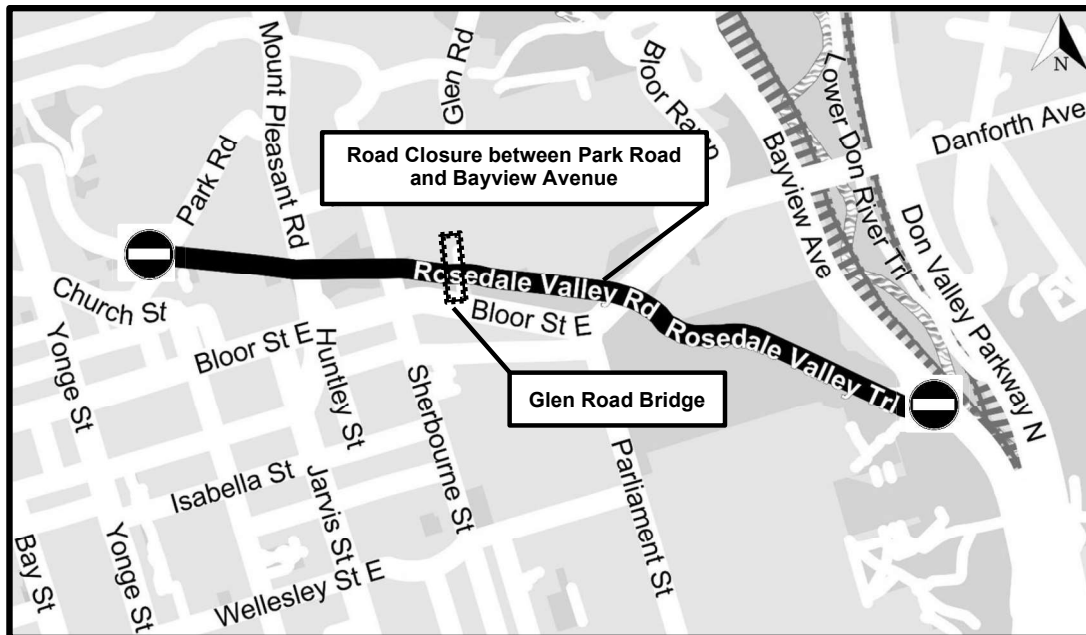 Mount Pleasant Rd
Glen Rd
Bloor Ramp
Lower Don River Trl
N
Danforth Ave
Park Rd
Road Closure between Park Road
and Bayview Avenue
Bayview Ave
Don Valley Parkway N
Church St
Rosedale Valley Rd
Rosedale Valley Trl
Bloor St E
Yonge St
Bloor St E
Huntley St
Sherbourne St
Glen Road Bridge
Isabella St
Jarvis St
Parliament St
Bay St
Yonge St
Wellesley St E